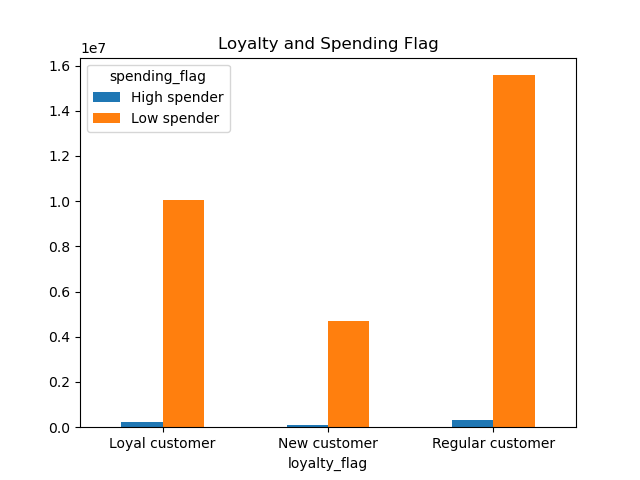 Loyalty and Spending Flag
1e7
1.6
1.4
1.2
1.0
0.8
0.6
0.4
0.2
0.0
spending_flag
High spender
Low spender
Loyal customer
New customer
Regular customer
loyalty_flag